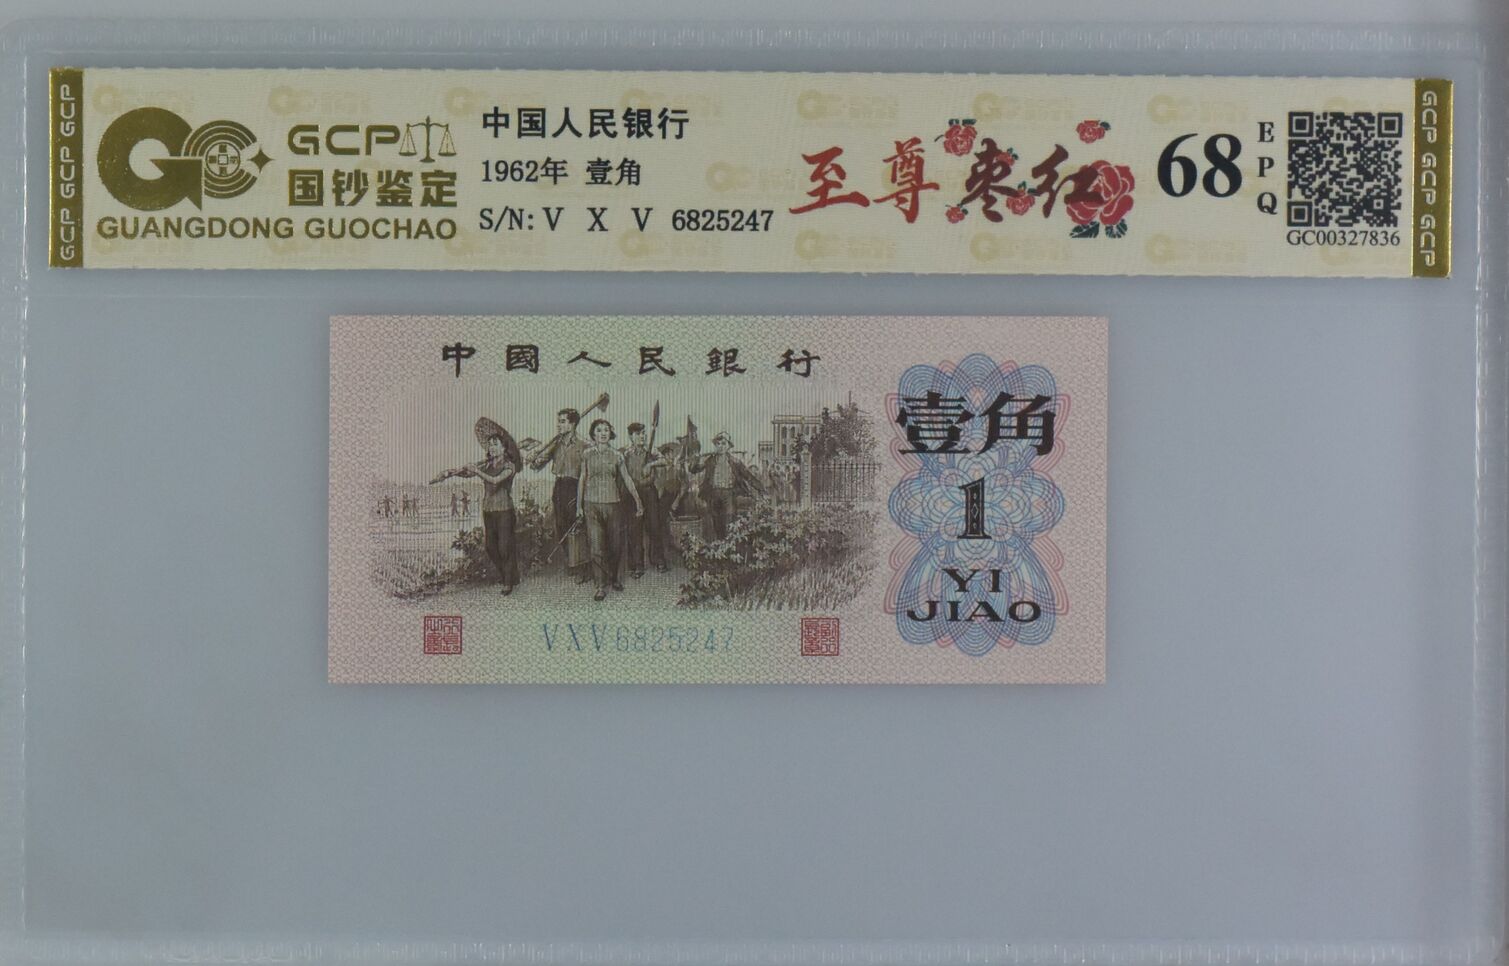 GCP GCP GCP
GCP
国钞鉴定
GUANGDONG GUOCHAO
中国人民银行
1962年 壹角
S/N: V X V 6825247
至尊枣红
68
EPQ
GC00327836
GCP GCP GCP
中國人民銀行
壹角
1
YI
JIAO
VXV6825247